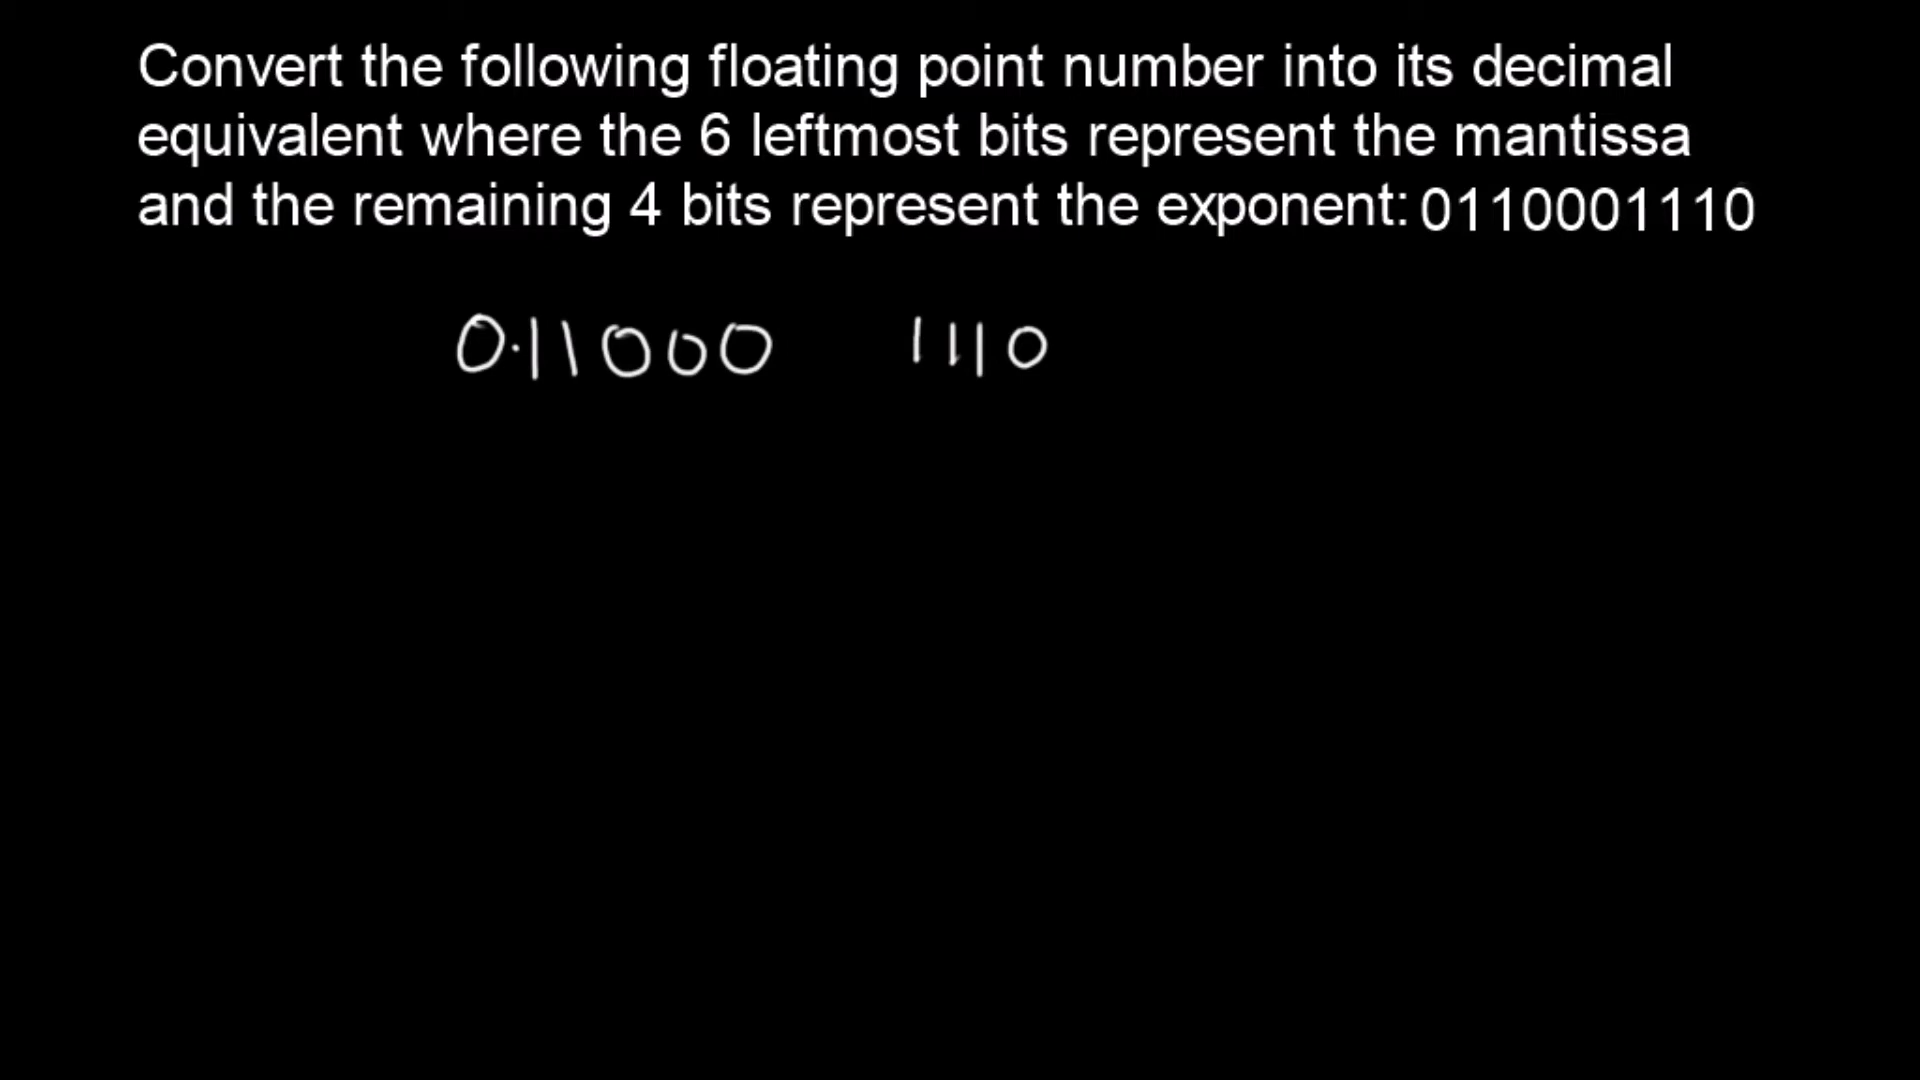 Convert the following floating point number into its decimal
equivalent where the 6 leftmost bits represent the mantissa
and the remaining 4 bits represent the exponent: 0110001110
0.11000 1110